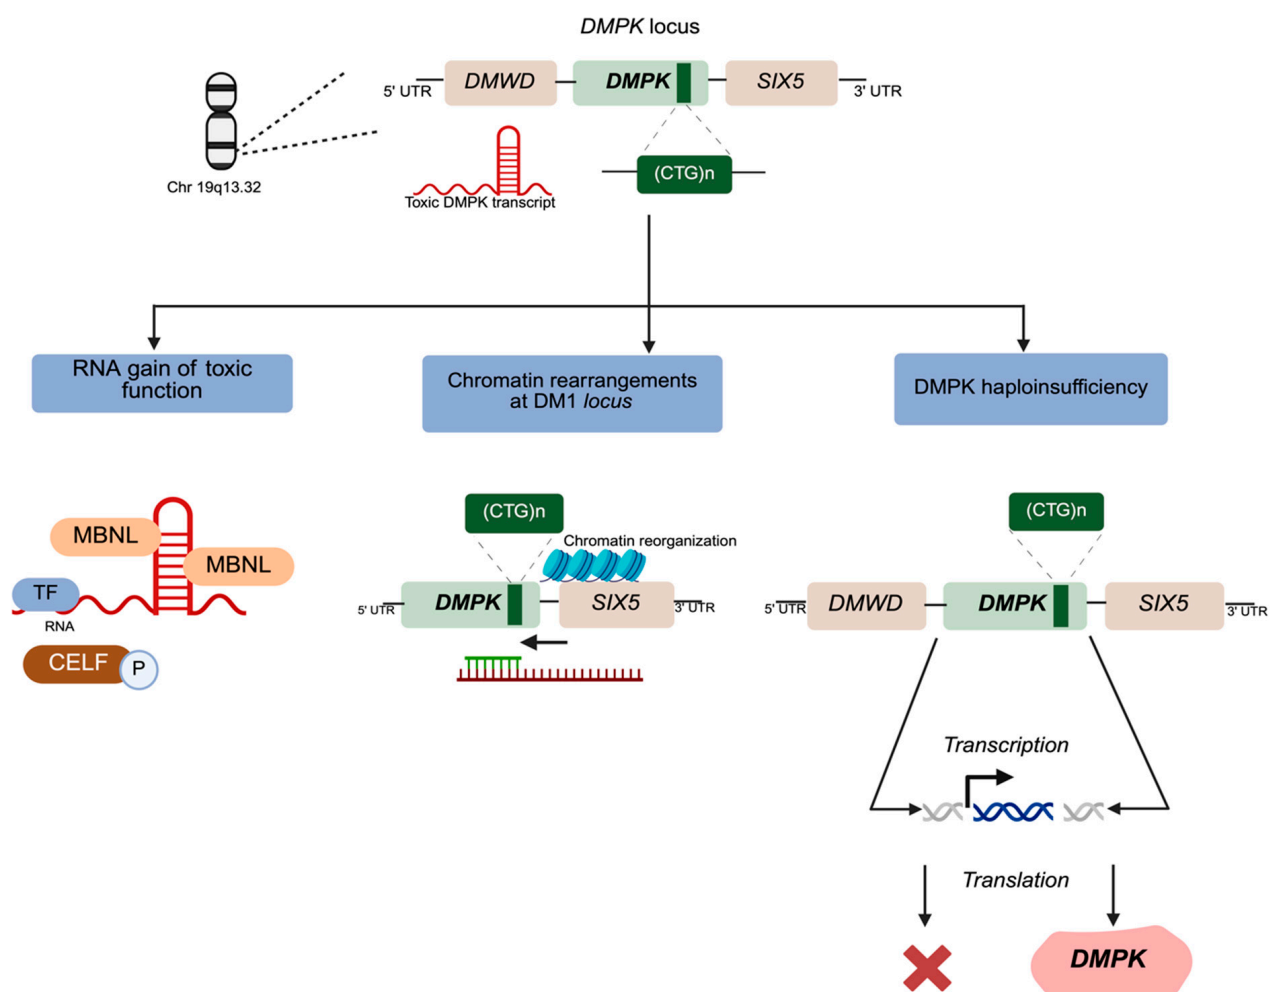 DMPK locus
5' UTR
DMWD
DMPK
SIX5
3' UTR
(CTG)n
Chr 19q13.32
Toxic DMPK transcript
RNA gain of toxic
function
Chromatin rearrangements
at DM1 locus
DMPK haploinsufficiency
MBNL
MBNL
TF
RNA
CELF
P
(CTG)n
Chromatin reorganization
5' UTR
DMPK
SIX5
3' UTR
(CTG)n
5' UTR
DMWD
DMPK
SIX5
3' UTR
Transcription
Translation
DMPK